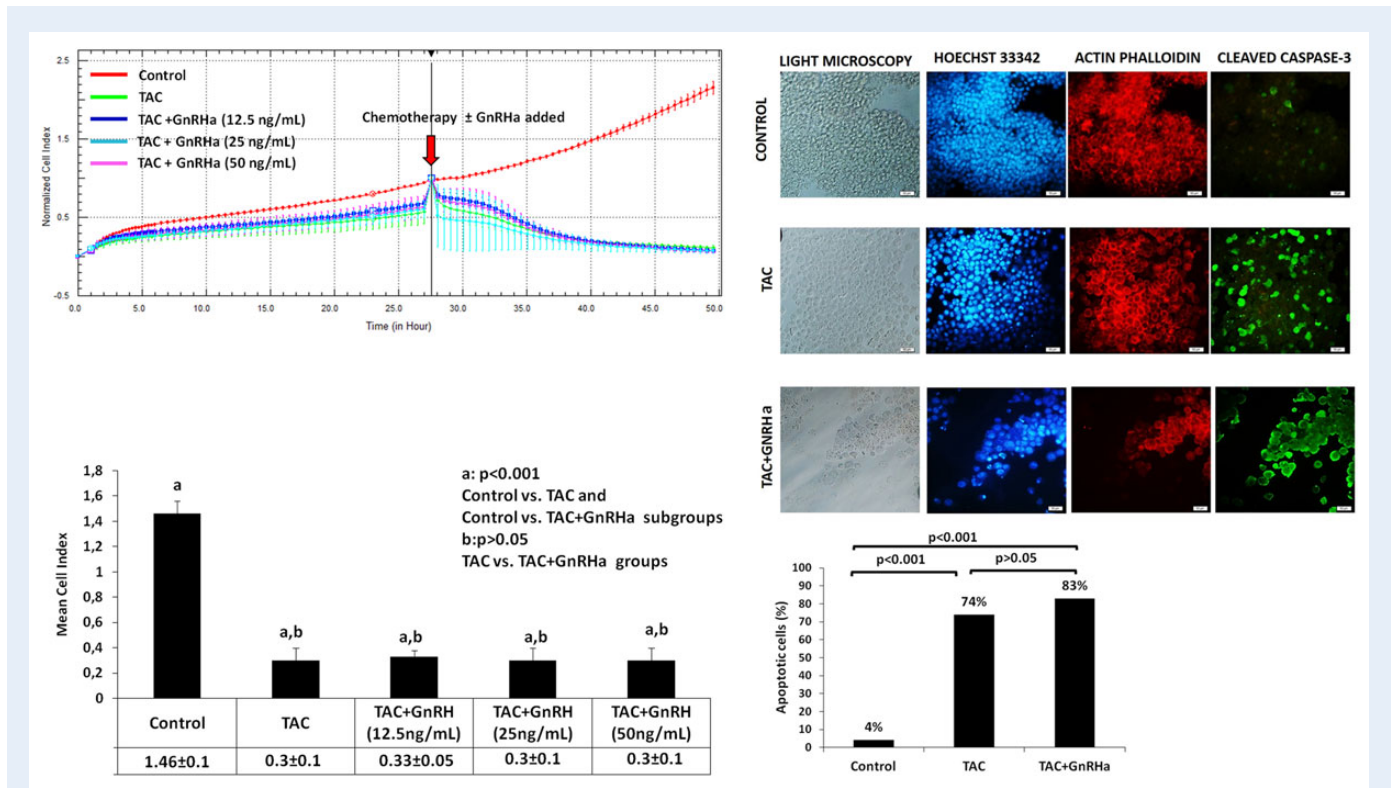 2.5
1.5
0.5
-0.5
Normalized Cell Index
Control
TAC
TAC +GnRHa (12.5 ng/mL)
TAC + GnRHa (25 ng/mL)
TAC + GnRHa (50 ng/mL)
Chemotherapy ± GnRHa added
0.0 5.0 10.0 15.0 20.0 25.0 30.0 35.0 40.0 45.0 50.0
Time (in Hour)
LIGHT MICROSCOPY HOECHST 33342 ACTIN PHALLOIDIN CLEAVED CASPASE-3
CONTROL
TAC
TAC+GNRHa
1,8
1,6
1,4
1,2
1
0,8
0,6
0,4
0,2
0
Mean Cell Index
a
a,b
a,b
a,b
a,b
a: p<0.001
Control vs. TAC and
Control vs. TAC+GnRHa subgroups
b:p>0.05
TAC vs. TAC+GnRHa groups
Control TAC TAC+GnRH TAC+GnRH TAC+GnRH
(12.5ng/mL) (25ng/mL) (50ng/mL)
1.46±0.1 0.3±0.1 0.33±0.05 0.3±0.1 0.3±0.1
p<0.001
p<0.001 p>0.05
100
90
80
70
60
50
40
30
20
10
0
Apoptotic cells (%)
4%
74%
83%
Control TAC TAC+GnRHa